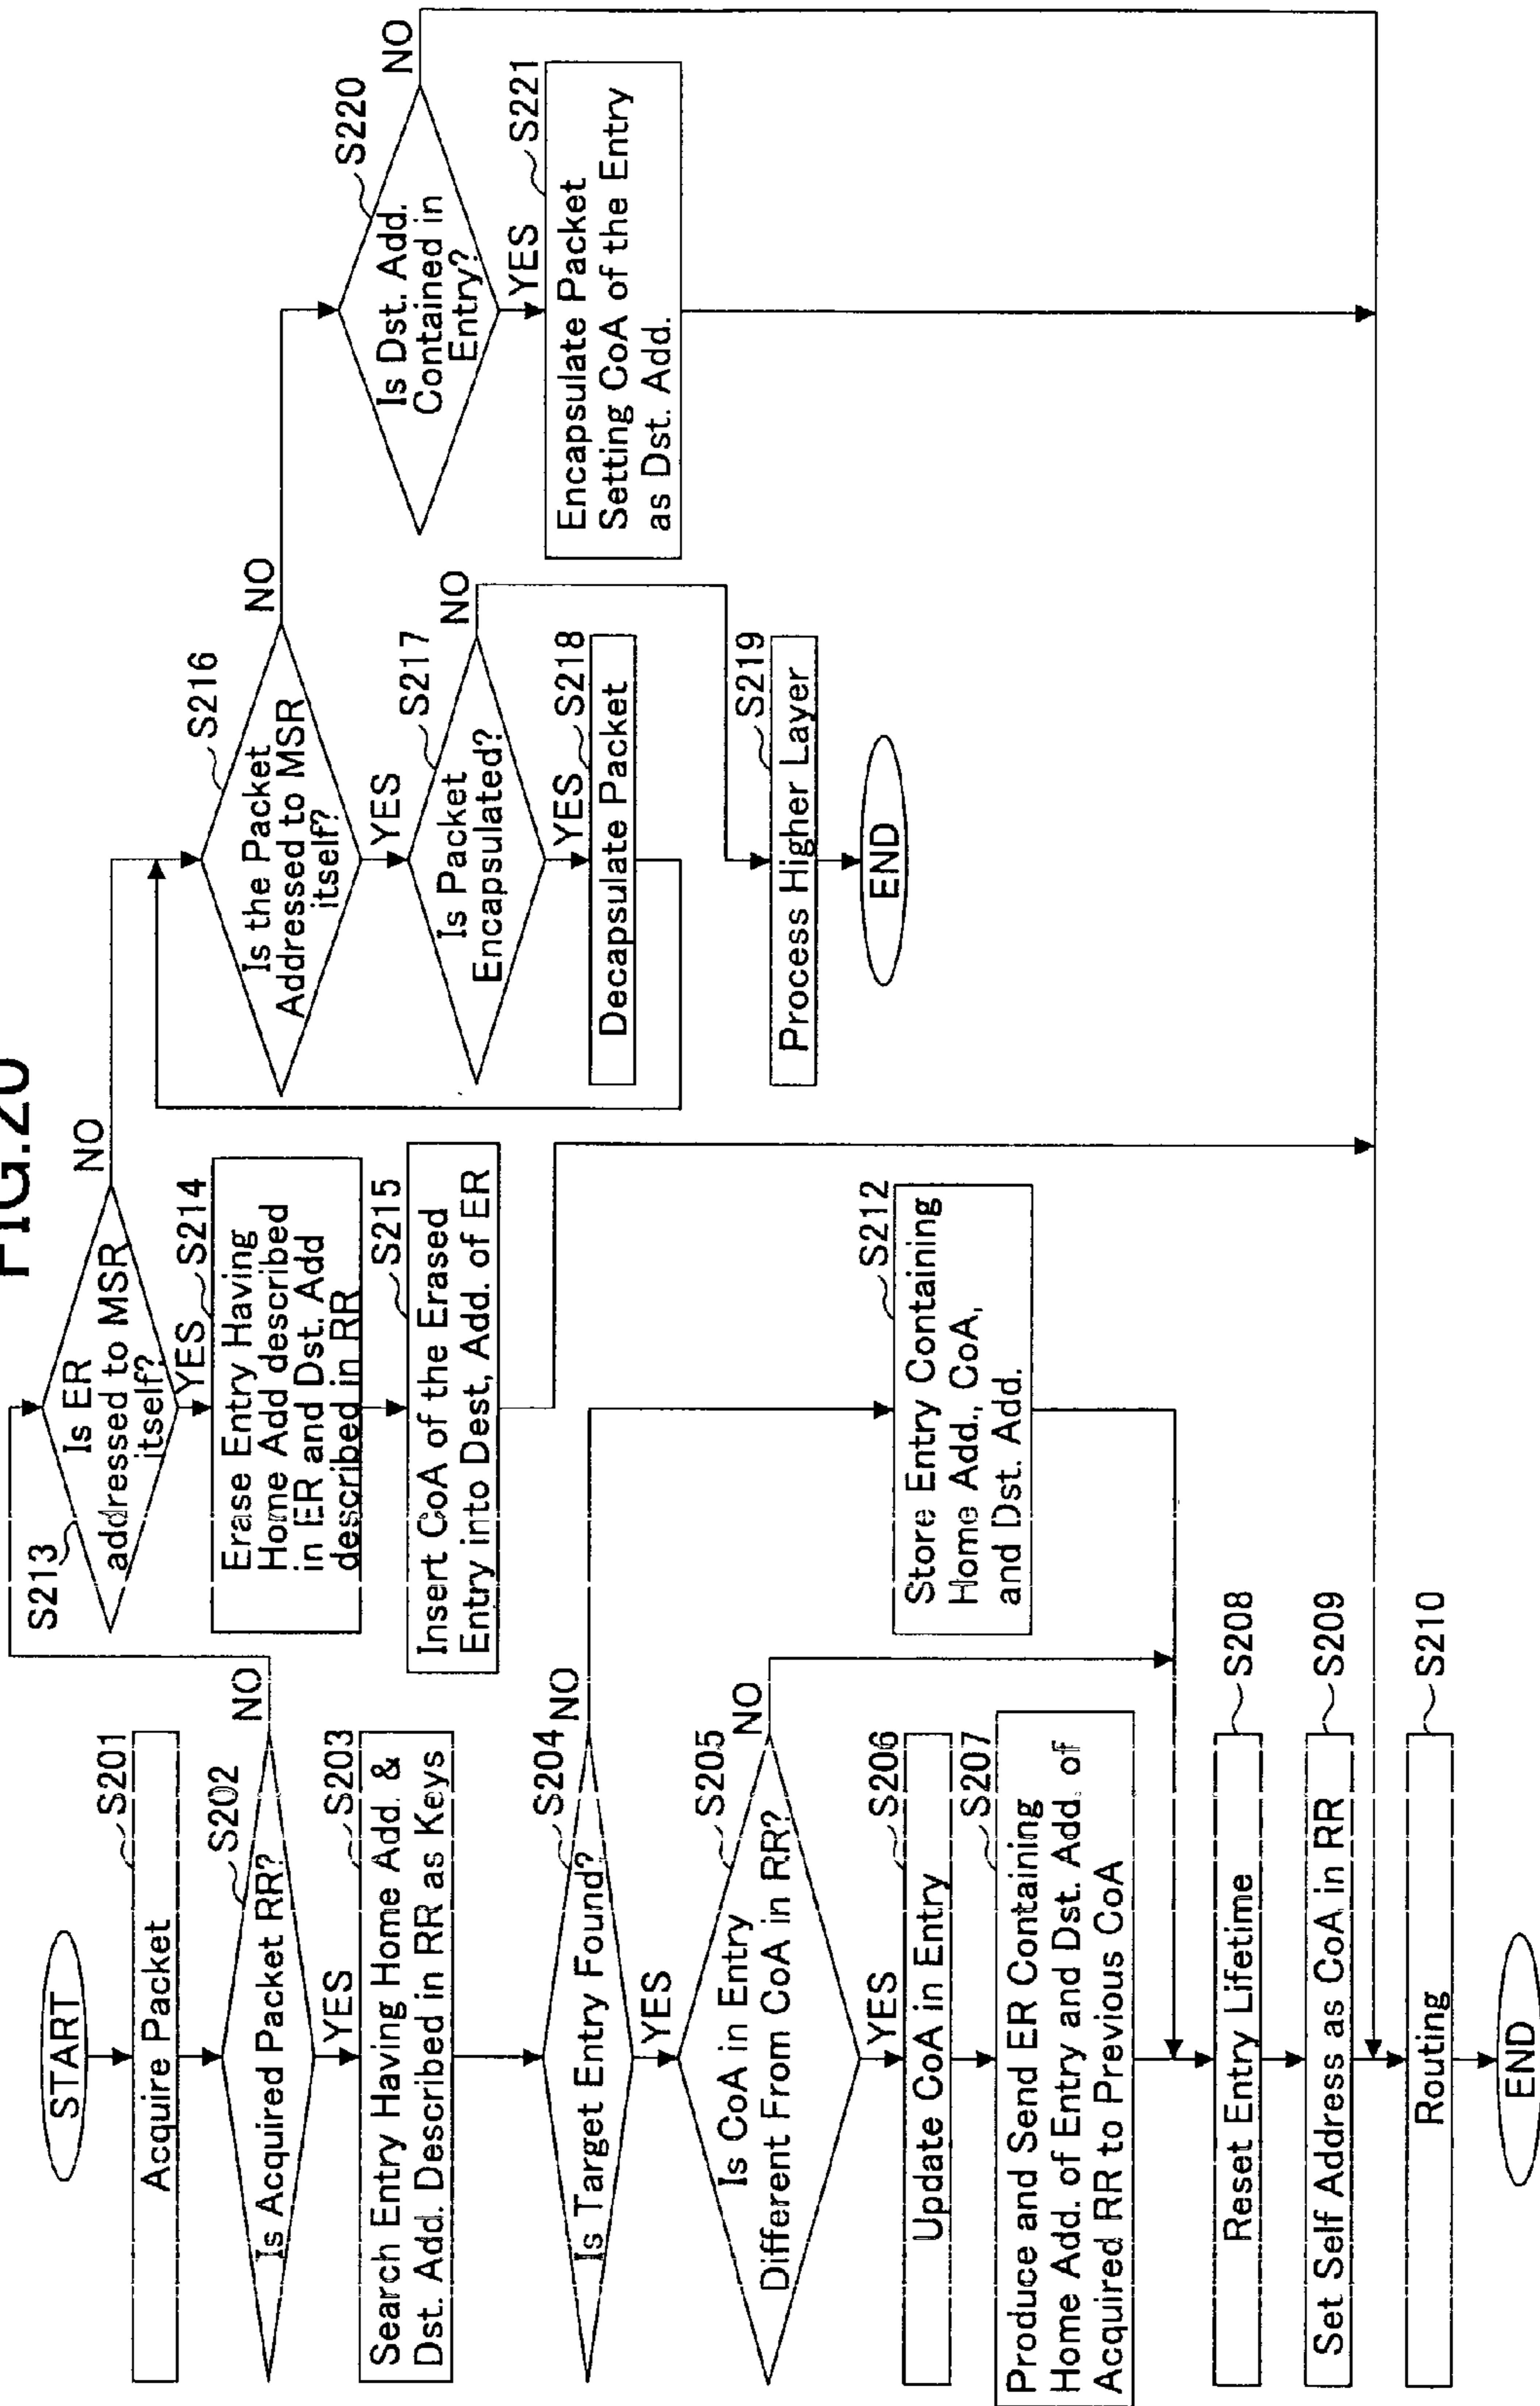 FIG.20
START
S201
Acquire Packet
S202
Is Acquired Packet RR?
NO
YES
S203
Search Entry Having Home Add. &
Dst. Add. Described in RR as Keys
S204
Is Target Entry Found?
NO
YES
S205
Is CoA in Entry
Different From CoA in RR?
NO
YES
S206
Update CoA in Entry
S207
Produce and Send ER Containing
Home Add. of Entry and Dst. Add. of
Acquired RR to Previous CoA
S208
Reset Entry Lifetime
S209
Set Self Address as CoA in RR
S210
Routing
END
S212
Store Entry Containing
Home Add., CoA,
and Dst. Add.
S213
Is ER
addressed to MSR
itself?
NO
YES
S214
Erase Entry Having
Home Add described
in ER and Dst. Add
described in RR
S215
Insert CoA of the Erased
Entry into Dest, Add. of ER
S216
Is the Packet
Addressed to MSR
itself?
NO
YES
S217
Is Packet
Encapsulated?
NO
YES
S218
Decapsulate Packet
S219
Process Higher Layer
END
S220
Is Dst. Add.
Contained in
Entry?
NO
YES
S221
Encapsulate Packet
Setting CoA of the Entry
as Dst. Add.